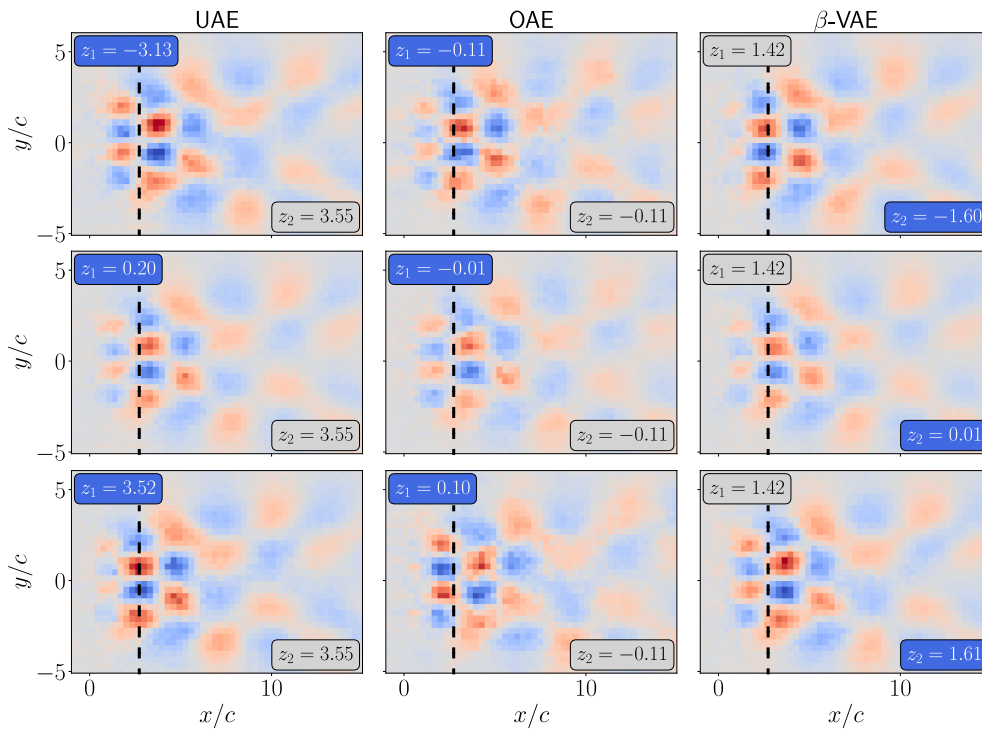 UAE OAE β-VAE
z₁ = −3.13 z₁ = −0.11 z₁ = 1.42
5
y/c
0
−5
z₂ = 3.55 z₂ = −0.11 z₂ = −1.60
z₁ = 0.20 z₁ = −0.01 z₁ = 1.42
5
y/c
0
−5
z₂ = 3.55 z₂ = −0.11 z₂ = 0.01
z₁ = 3.52 z₁ = 0.10 z₁ = 1.42
5
y/c
0
−5
z₂ = 3.55 z₂ = −0.11 z₂ = 1.61
0 10 0 10 0 10
x/c x/c x/c